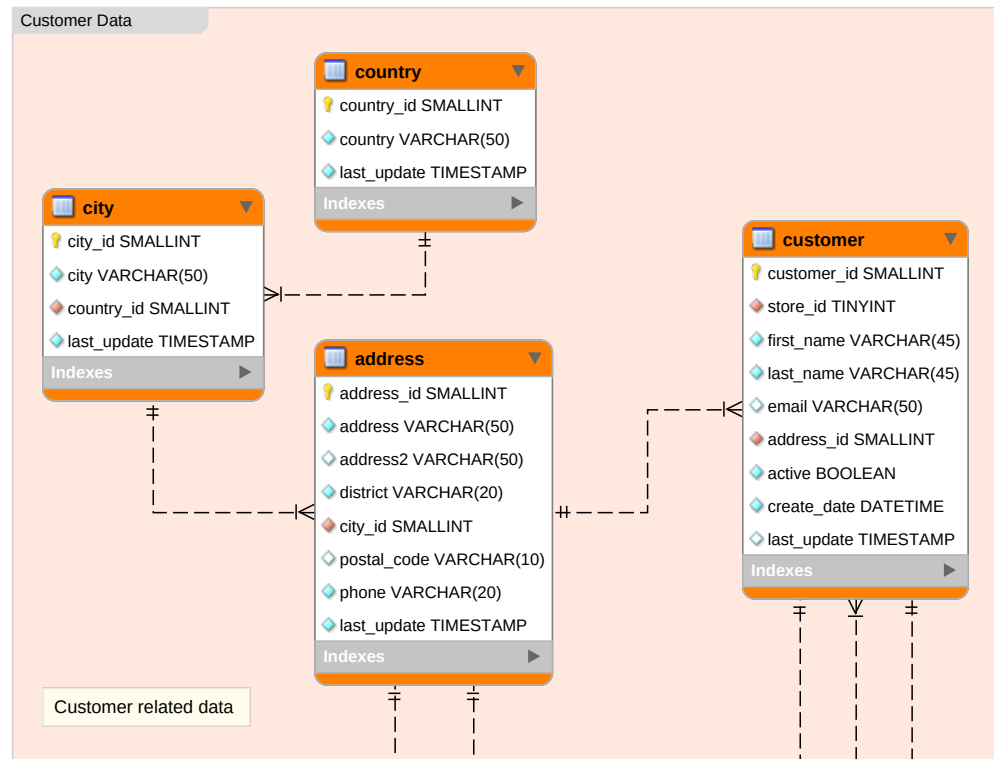 Customer Data
country
country_id SMALLINT
country VARCHAR(50)
last_update TIMESTAMP
Indexes
city
city_id SMALLINT
city VARCHAR(50)
country_id SMALLINT
last_update TIMESTAMP
Indexes
address
address_id SMALLINT
address VARCHAR(50)
address2 VARCHAR(50)
district VARCHAR(20)
city_id SMALLINT
postal_code VARCHAR(10)
phone VARCHAR(20)
last_update TIMESTAMP
Indexes
customer
customer_id SMALLINT
store_id TINYINT
first_name VARCHAR(45)
last_name VARCHAR(45)
email VARCHAR(50)
address_id SMALLINT
active BOOLEAN
create_date DATETIME
last_update TIMESTAMP
Indexes
Customer related data